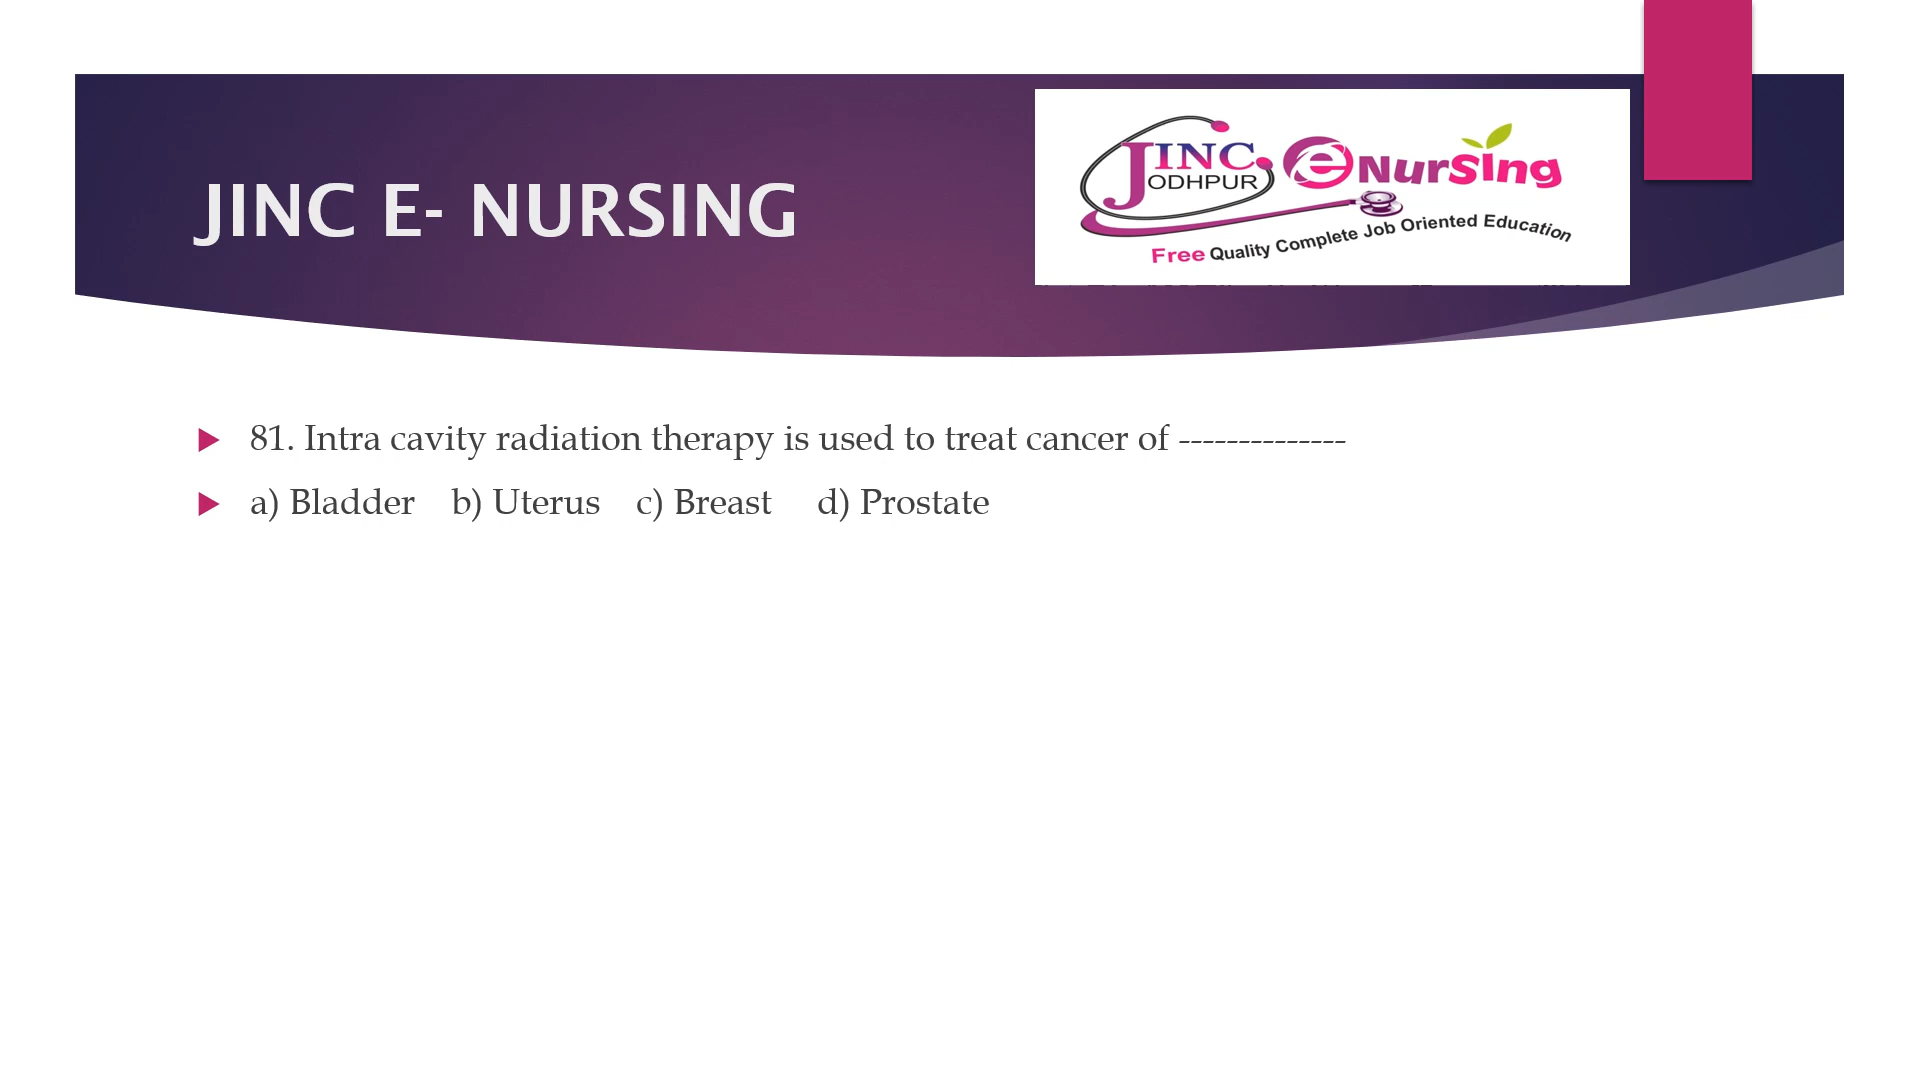 JINC E- NURSING
JINC ODHPUR eNursing
Free Quality Complete Job Oriented Education
81. Intra cavity radiation therapy is used to treat cancer of --------------
a) Bladder b) Uterus c) Breast d) Prostate